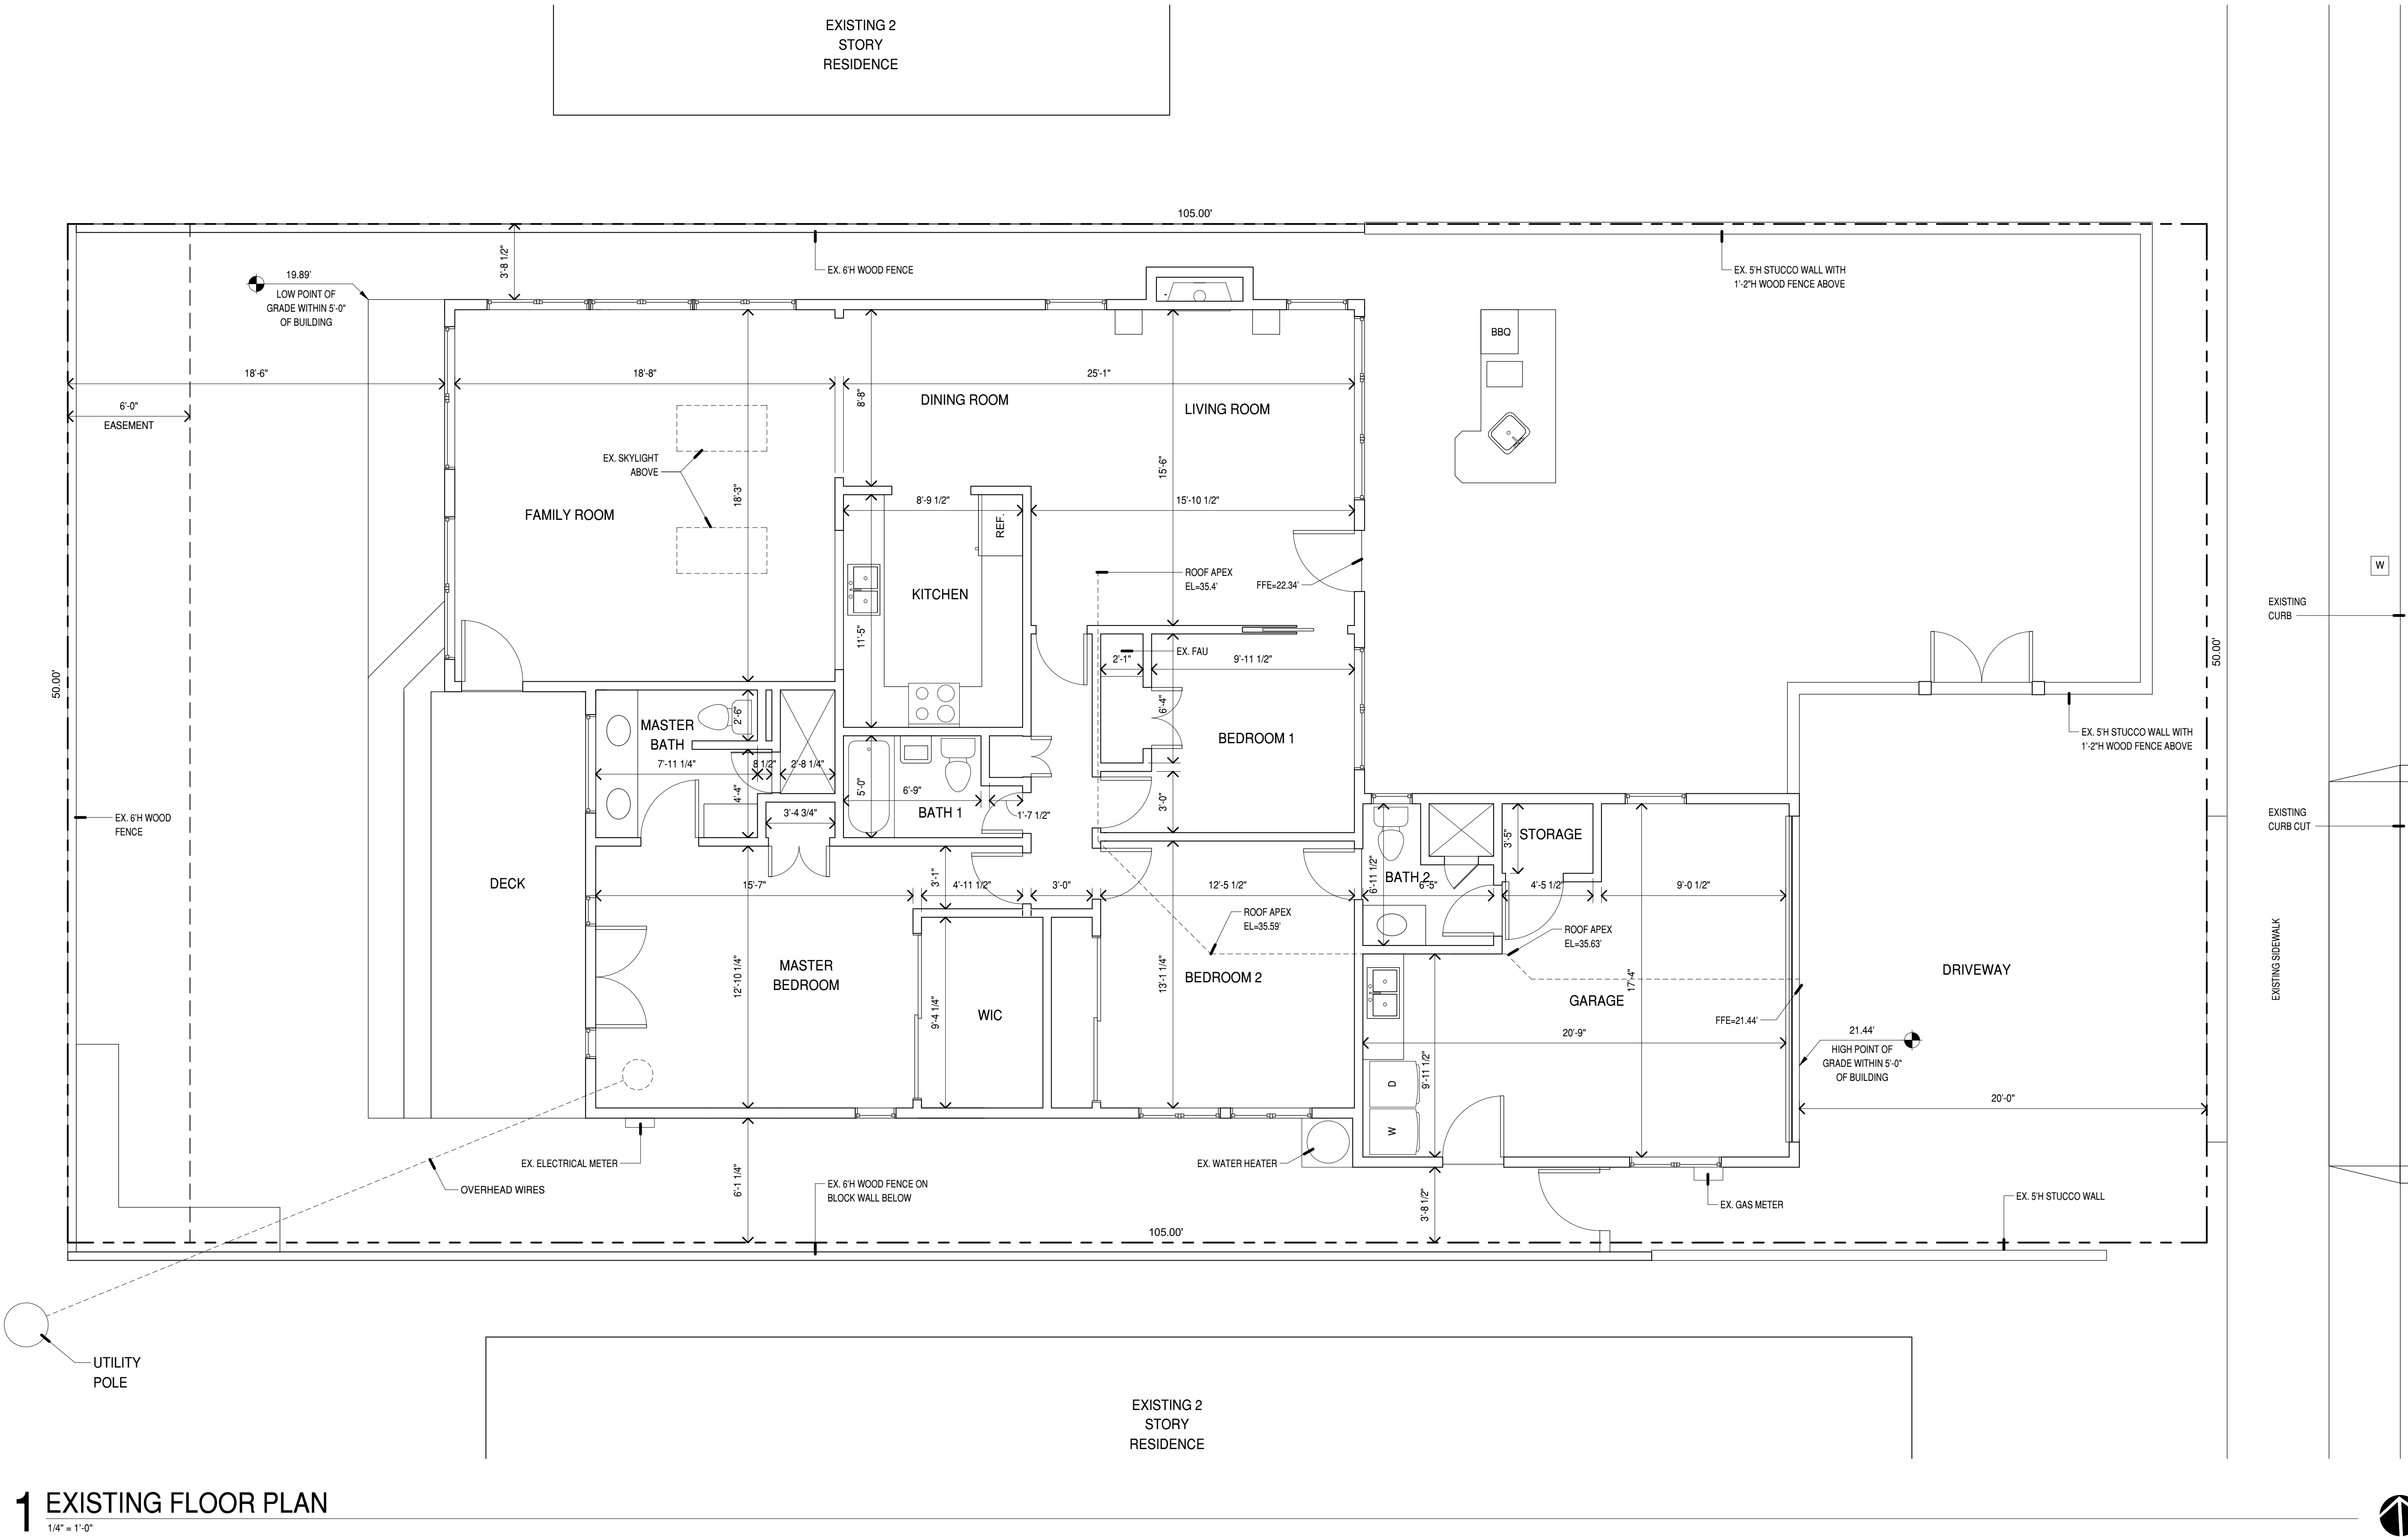 EXISTING 2
STORY
RESIDENCE
105.00'
3'-8 1/2"
EX. 6'H WOOD FENCE
EX. 5'H STUCCO WALL WITH
1'-2"H WOOD FENCE ABOVE
19.89'
LOW POINT OF
GRADE WITHIN 5'-0"
OF BUILDING
BBQ
18'-6"
18'-8"
25'-1"
8'-8"
DINING ROOM
LIVING ROOM
6'-0"
EASEMENT
EX. SKYLIGHT
ABOVE
18'-3"
15'-6"
8'-9 1/2"
15'-10 1/2"
FAMILY ROOM
REF.
ROOF APEX
EL=35.4'
FFE=22.34'
KITCHEN
W
EXISTING
CURB
11'-5"
EX. FAU
2'-1"
9'-11 1/2"
50.00'
50.00'
6'-4"
2'-6"
MASTER
BATH
BEDROOM 1
EX. 5'H STUCCO WALL WITH
1'-2"H WOOD FENCE ABOVE
7'-11 1/4"
8 1/2"
2'-8 1/4"
5'-0"
6'-9"
4'-4"
3'-4 3/4"
BATH 1
1'-7 1/2"
3'-0"
EX. 6'H WOOD
FENCE
EXISTING
CURB CUT
STORAGE
3'-5"
6'-11 1/2"
BATH 2
DECK
15'-7"
3'-1"
4'-11 1/2"
3'-0"
12'-5 1/2"
6'-5"
4'-5 1/2"
9'-0 1/2"
ROOF APEX
EL=35.59'
ROOF APEX
EL=35.63'
EXISTING SIDEWALK
MASTER
BEDROOM
12'-10 1/4"
13'-1 1/4"
BEDROOM 2
17'-4"
DRIVEWAY
9'-4 1/4"
WIC
GARAGE
FFE=21.44'
20'-9"
21.44'
HIGH POINT OF
GRADE WITHIN 5'-0"
OF BUILDING
9'-11 1/2"
D
W
20'-0"
EX. ELECTRICAL METER
EX. WATER HEATER
OVERHEAD WIRES
6'-1 1/4"
EX. 6'H WOOD FENCE ON
BLOCK WALL BELOW
3'-8 1/2"
EX. GAS METER
EX. 5'H STUCCO WALL
105.00'
UTILITY
POLE
EXISTING 2
STORY
RESIDENCE
1 EXISTING FLOOR PLAN
1/4" = 1'-0"